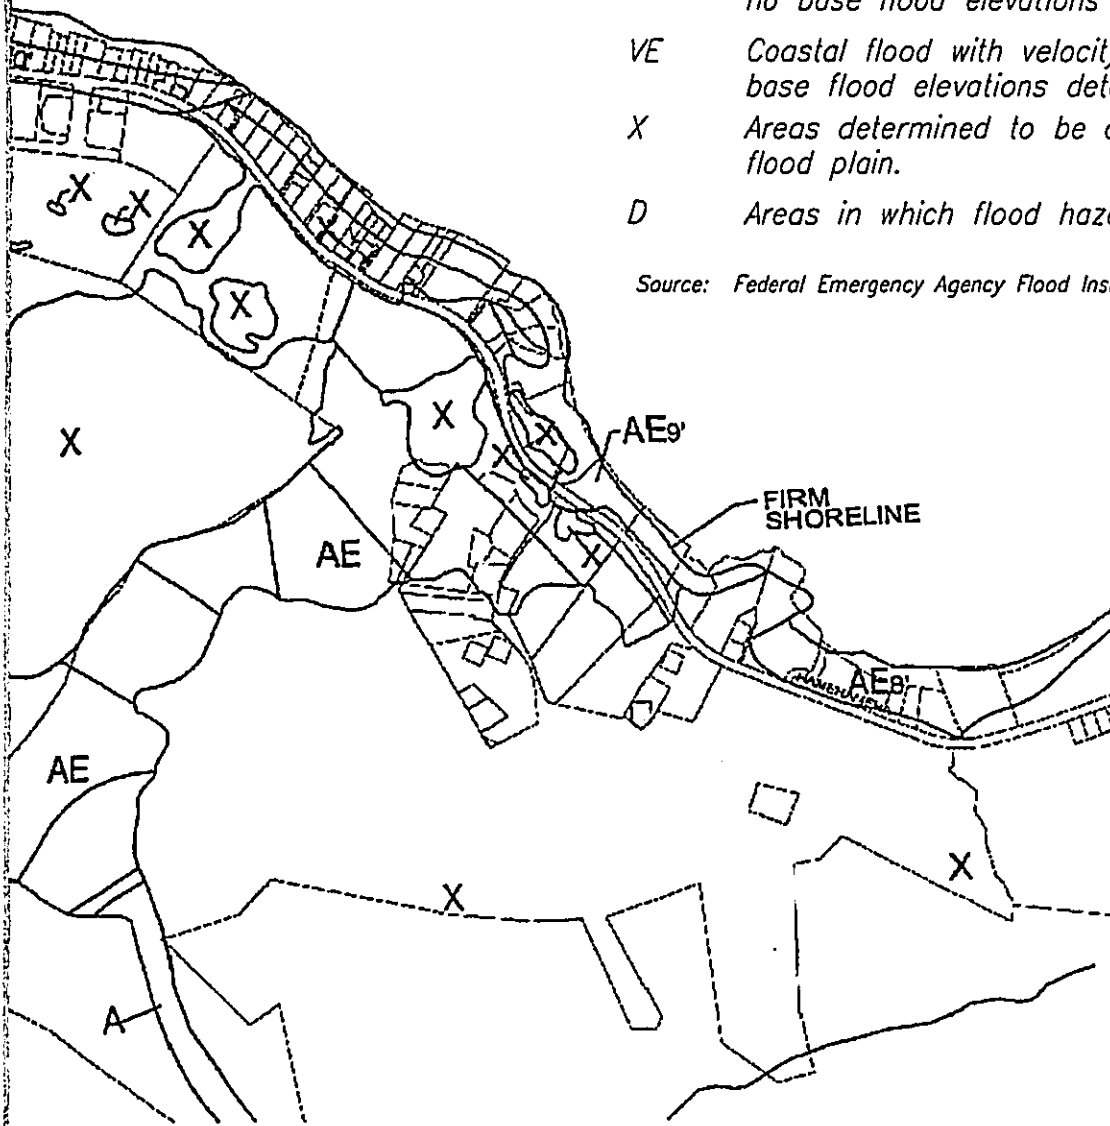 no base flood elevations
VE Coastal flood with velocity
base flood elevations det
X Areas determined to be
flood plain.
D Areas in which flood haz
Source: Federal Emergency Agency Flood Ins
X
X
X
X
X
X
X
X
X
X
AE9'
FIRM
SHORELINE
AE
X
AE8'
AE
X
X
A